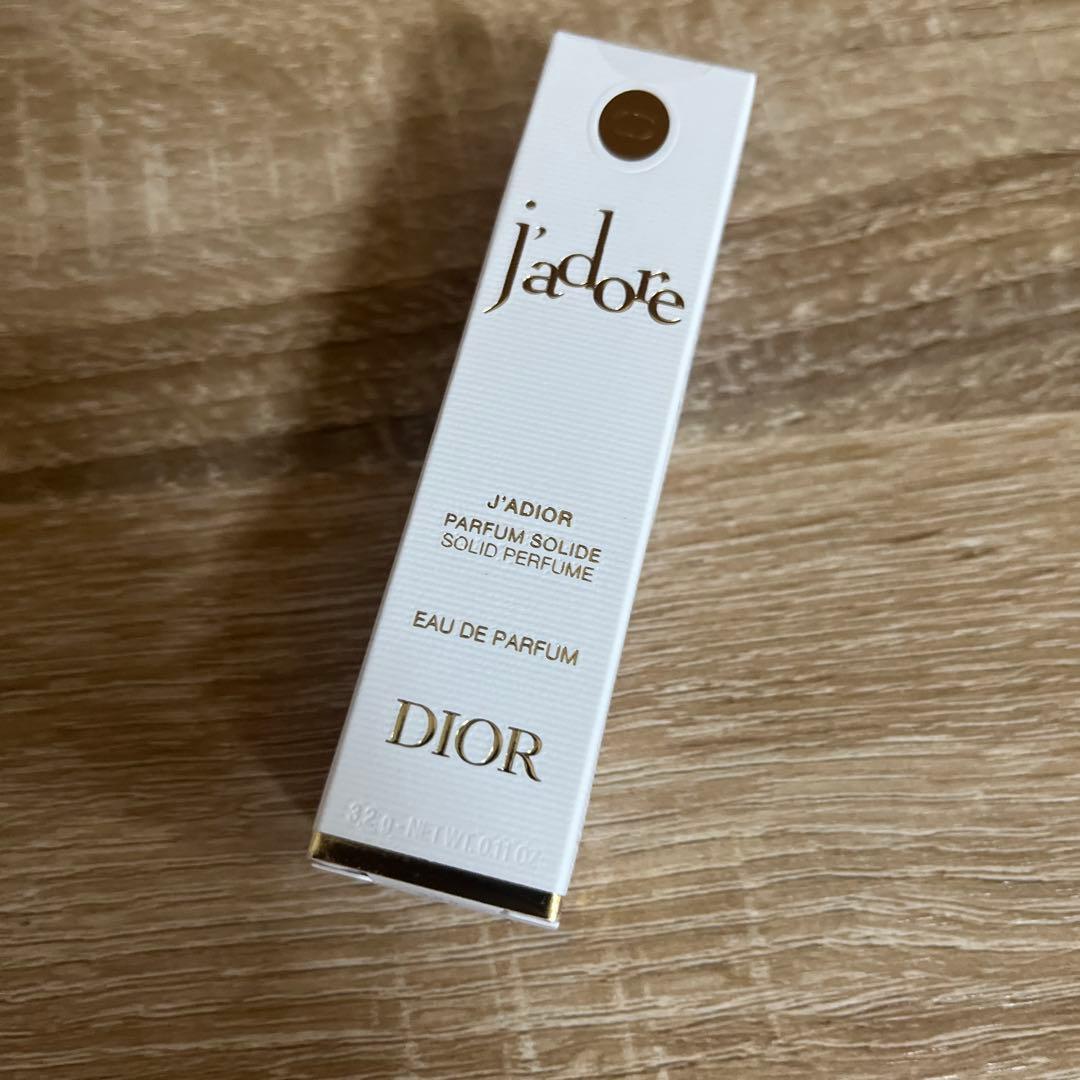 j'adore
J'ADIOR
PARFUM SOLIDE
SOLID PERFUME
EAU DE PARFUM
DIOR
3.2 G - NET WT. 0.11 OZ